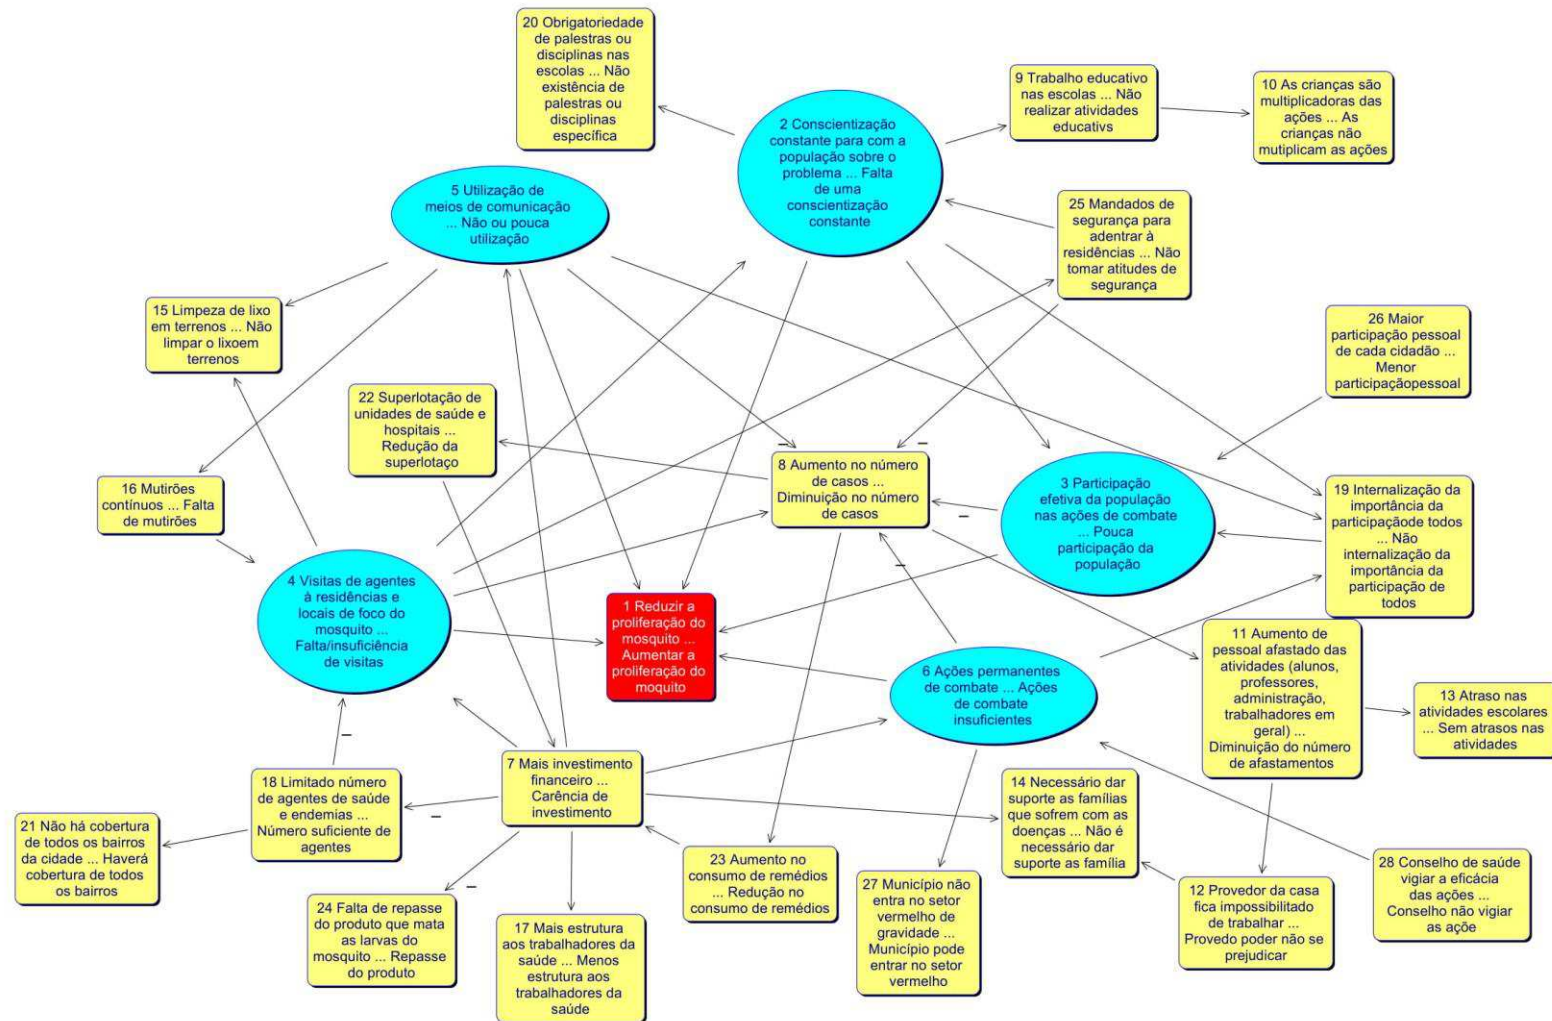 20 Obrigatoriedade
de palestras ou
disciplinas nas
escolas ... Não
existência de
palestras ou
disciplinas
específica
9 Trabalho educativo
nas escolas ... Não
realizar atividades
educativs
10 As crianças são
multiplicadoras das
ações ... As
crianças não
mutiplicam as ações
2 Conscientização
constante para com a
população sobre o
problema ... Falta
de uma
conscientização
constante
5 Utilização de
meios de comunicação
... Não ou pouca
utilização
25 Mandados de
segurança para
adentrar à
residências ... Não
tomar atitudes de
segurança
15 Limpeza de lixo
em terrenos ... Não
limpar o lixoem
terrenos
26 Maior
participação pessoal
de cada cidadão ...
Menor
participaçãopessoal
22 Superlotação de
unidades de saúde e
hospitais ...
Redução da
superlotaço
–
–
8 Aumento no número
de casos ...
Diminuição no número
de casos
3 Participação
efetiva da população
nas ações de combate
... Pouca
participação da
população
–
19 Internalização da
importância da
participaçãode todos
... Não
internalização da
importância da
participação de
todos
16 Mutirões
contínuos ... Falta
de mutirões
–
4 Visitas de agentes
à residências e
locais de foco do
mosquito ...
Falta/insuficiência
de visitas
1 Reduzir a
proliferação do
mosquito ...
Aumentar a
proliferação do
moquito
6 Ações permanentes
de combate ... Ações
de combate
insuficientes
11 Aumento de
pessoal afastado das
atividades (alunos,
professores,
administração,
trabalhadores em
geral) ...
Diminuição do número
de afastamentos
13 Atraso nas
atividades escolares
... Sem atrasos nas
atividades
–
18 Limitado número
de agentes de saúde
e endemias ...
Número suficiente de
agentes
–
7 Mais investimento
financeiro ...
Carência de
investimento
14 Necessário dar
suporte as famílias
que sofrem com as
doenças ... Não é
necessário dar
suporte as família
21 Não há cobertura
de todos os bairros
da cidade ... Haverá
cobertura de todos
os bairros
–
24 Falta de repasse
do produto que mata
as larvas do
mosquito ... Repasse
do produto
17 Mais estrutura
aos trabalhadores da
saúde ... Menos
estrutura aos
trabalhadores da
saúde
23 Aumento no
consumo de remédios
... Redução no
consumo de remédios
27 Município não
entra no setor
vermelho de
gravidade ...
Município pode
entrar no setor
vermelho
12 Provedor da casa
fica impossibilitado
de trabalhar ...
Provedo poder não se
prejudicar
28 Conselho de saúde
vigiar a eficácia
das ações ...
Conselho não vigiar
as açõe